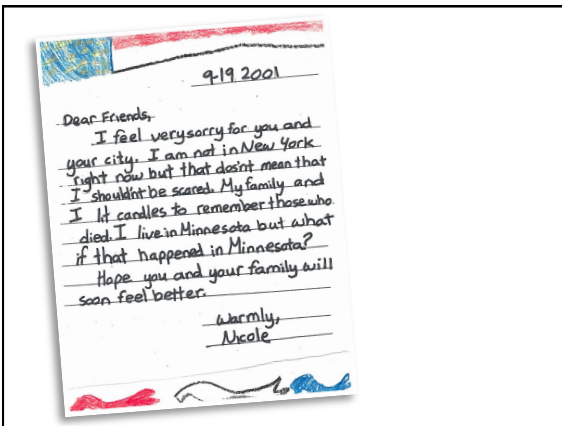 9-19 2001
Dear Friends,
I feel very sorry for you and
your city. I am not in New York
right now but that dosn't mean that
I shouldn't be scared. My family and
I lit candles to remember those who
died. I live in Minnesota but what
if that happened in Minnesota?
Hope you and your family will
soon feel better.
Warmly,
Nicole